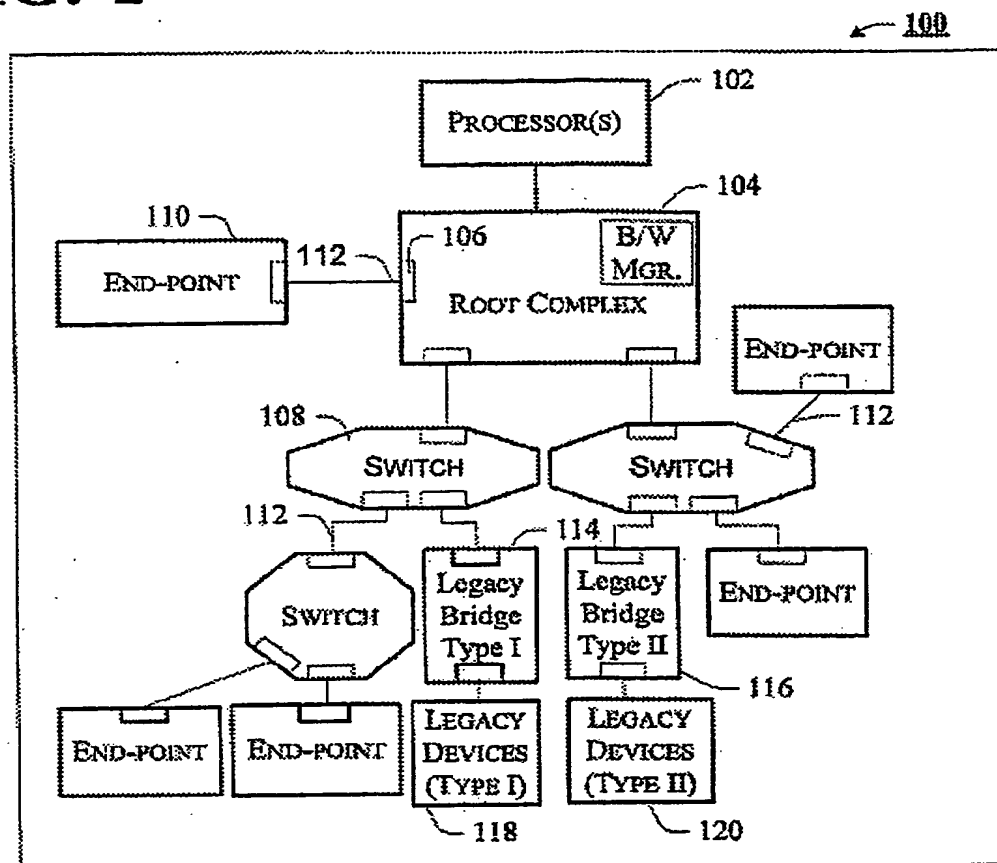 100
102
PROCESSOR(S)
104
110
106
B/W
MGR.
112
END-POINT
ROOT COMPLEX
END-POINT
108
112
SWITCH
SWITCH
112
114
Legacy
Bridge
Type I
Legacy
Bridge
Type II
END-POINT
SWITCH
116
END-POINT
END-POINT
LEGACY
DEVICES
(TYPE I)
LEGACY
DEVICES
(TYPE II)
118
120